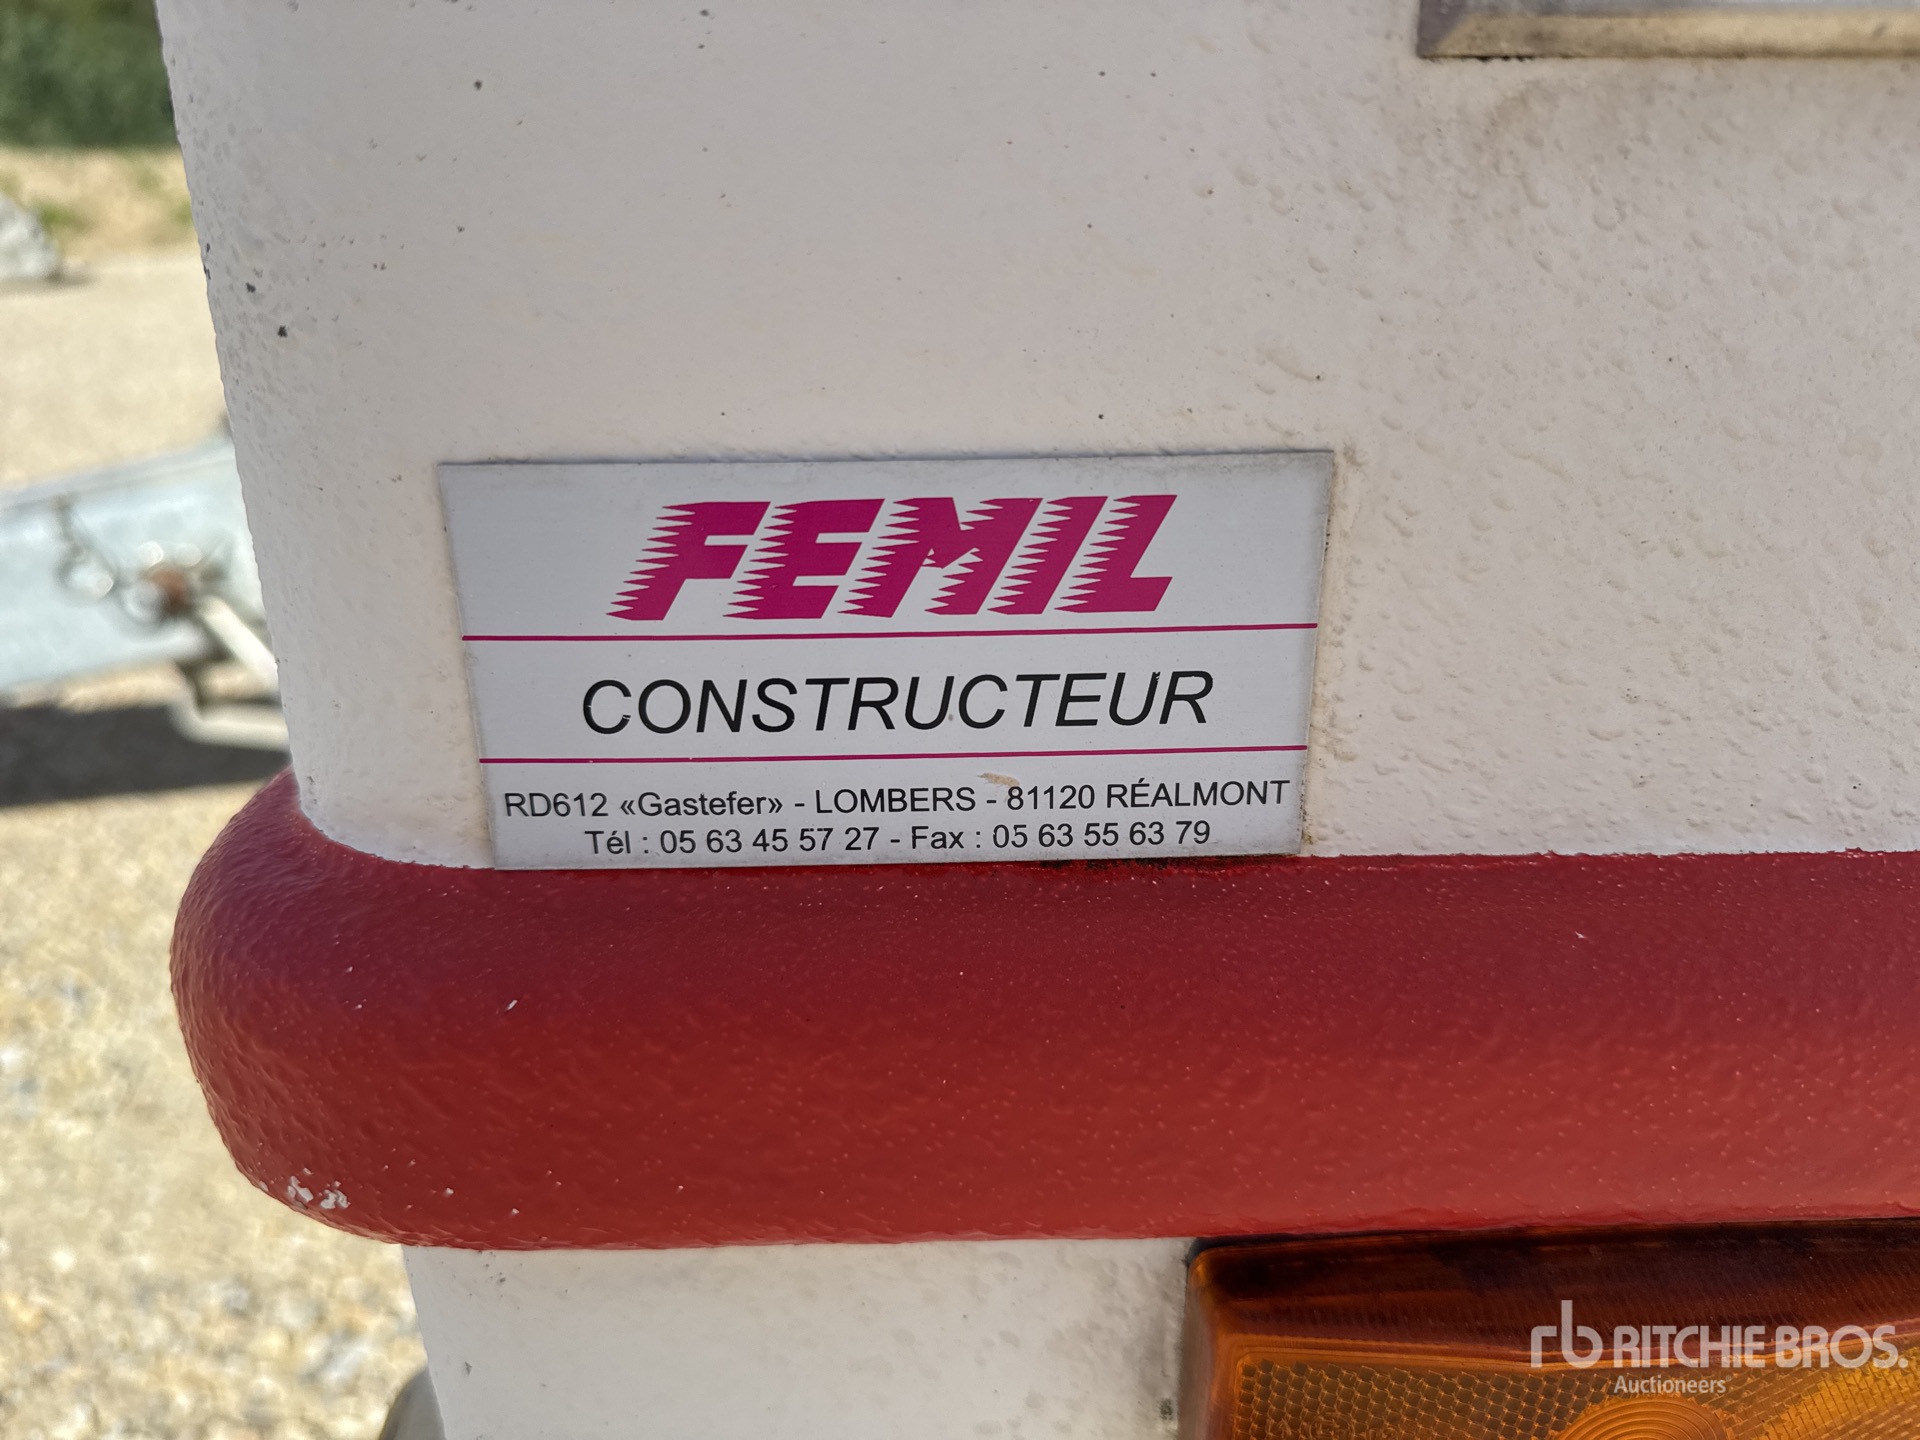 FEMIL
CONSTRUCTEUR
RD612 «Gastefer» - LOMBERS - 81120 RÉALMONT
Tél : 05 63 45 57 27 - Fax : 05 63 55 63 79
rb RITCHIE BROS.
Auctioneers